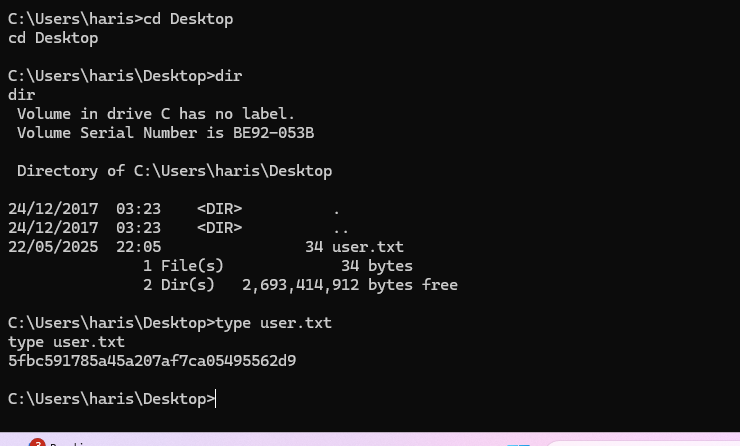 C:\Users\haris>cd Desktop
cd Desktop
C:\Users\haris\Desktop>dir
dir
 Volume in drive C has no label.
 Volume Serial Number is BE92-053B
 Directory of C:\Users\haris\Desktop
24/12/2017  03:23    <DIR>          .
24/12/2017  03:23    <DIR>          ..
22/05/2025  22:05                34 user.txt
               1 File(s)             34 bytes
               2 Dir(s)   2,693,414,912 bytes free
C:\Users\haris\Desktop>type user.txt
type user.txt
5fbc591785a45a207af7ca05495562d9
C:\Users\haris\Desktop>
3